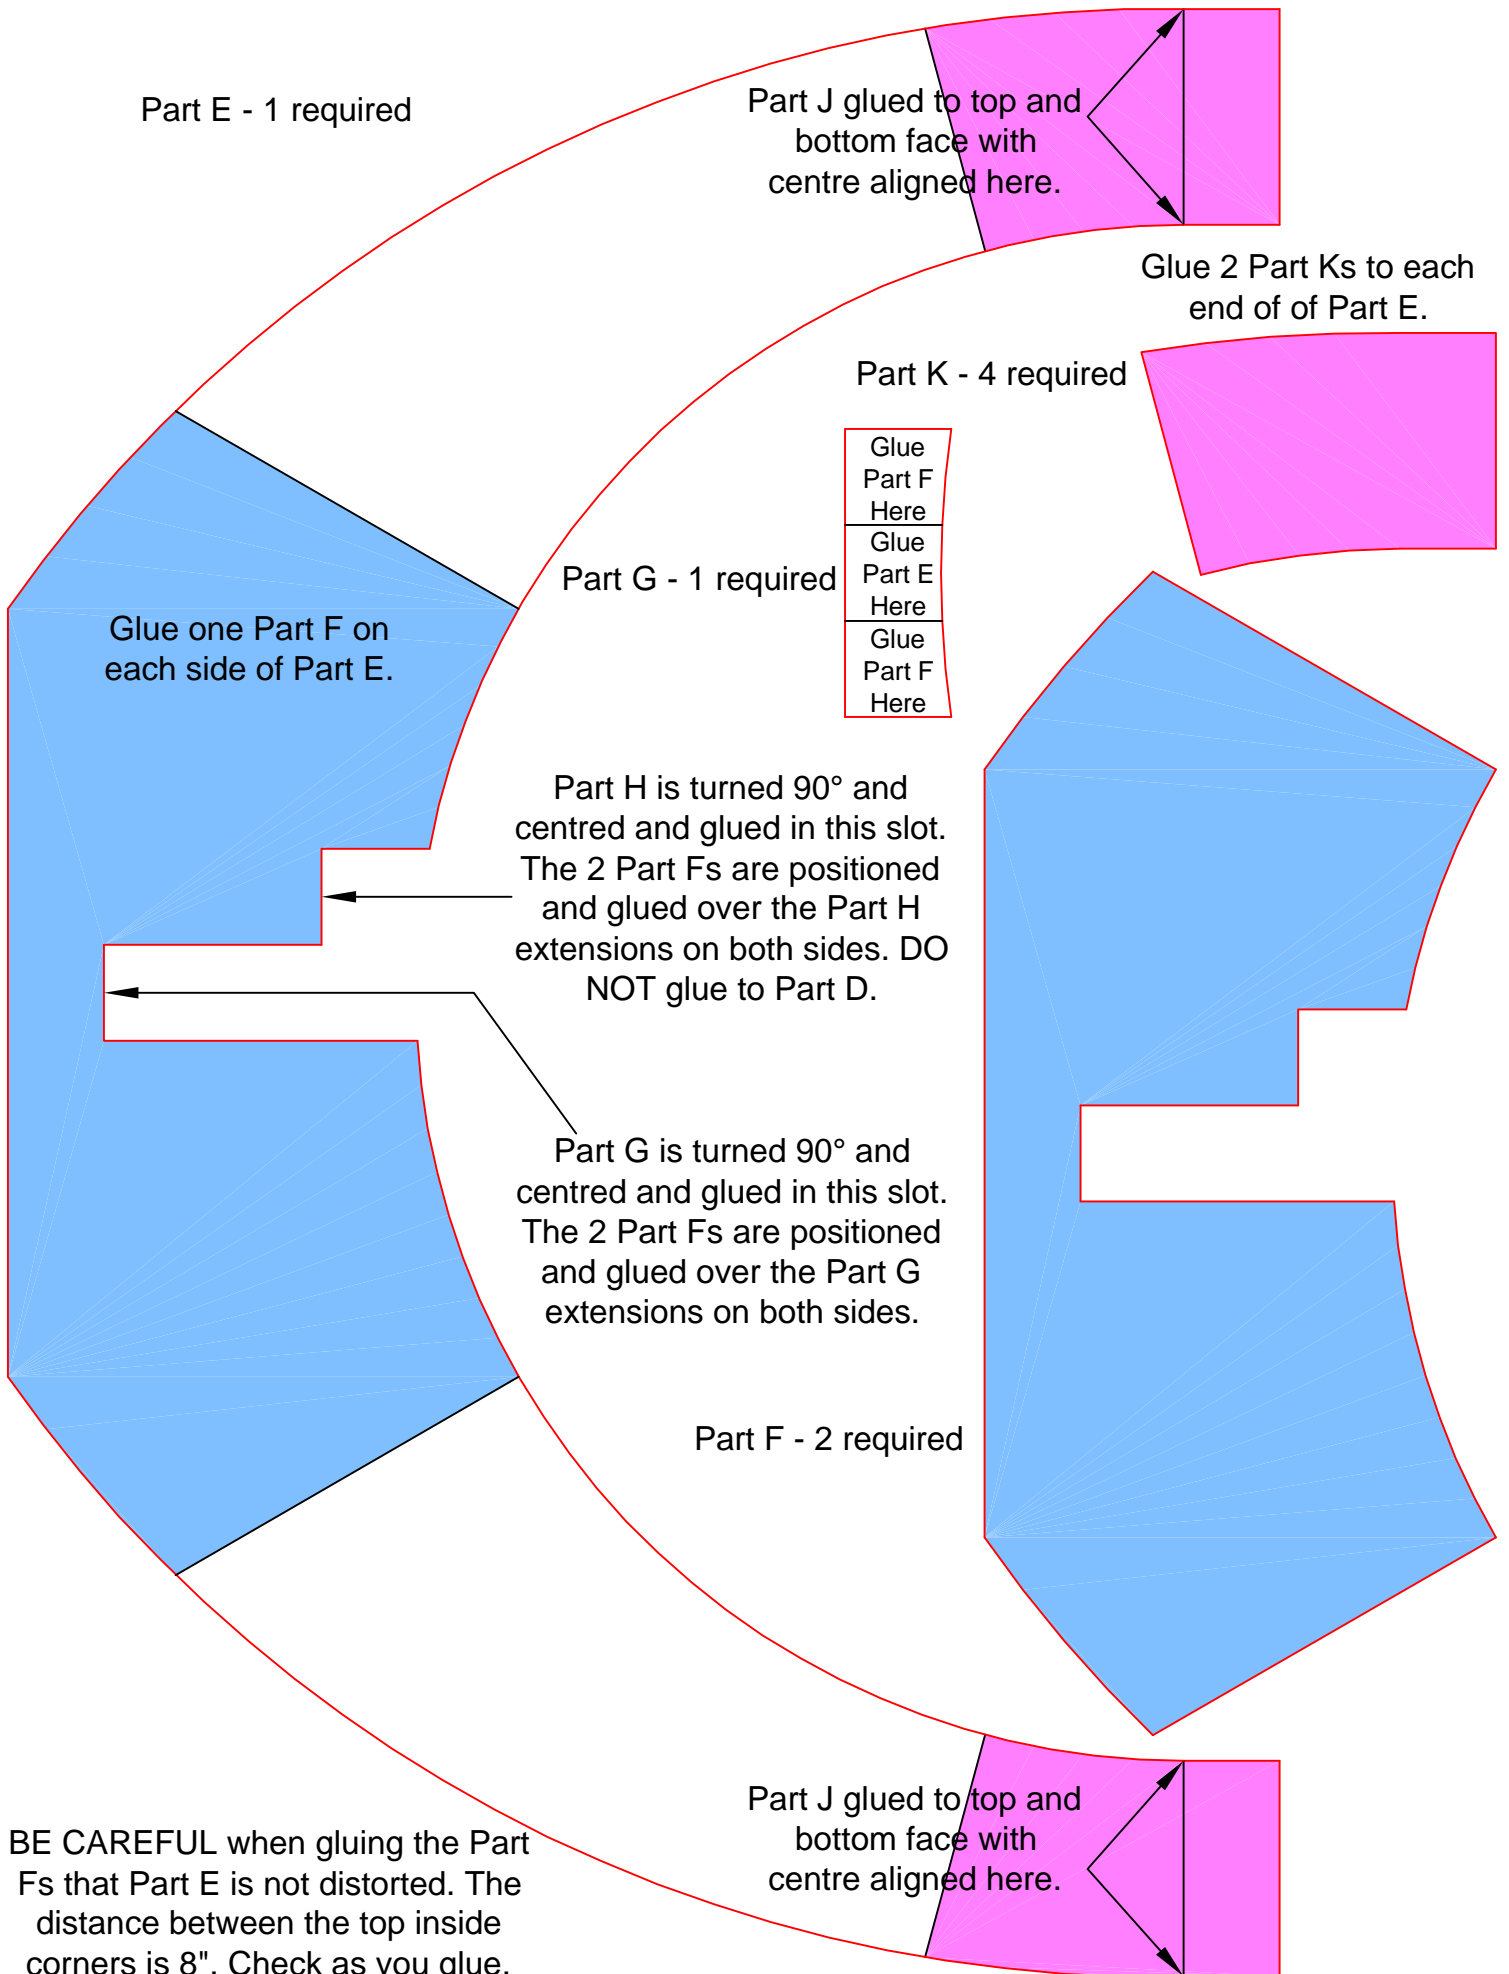 Part E - 1 required
Part J glued to top and
bottom face with
centre aligned here.
Glue 2 Part Ks to each
end of of Part E.
Part K - 4 required
Glue
Part F
Here
Glue
Part E
Here
Glue
Part F
Here
Part G - 1 required
Glue one Part F on
each side of Part E.
Part H is turned 90° and
centred and glued in this slot.
The 2 Part Fs are positioned
and glued over the Part H
extensions on both sides. DO
NOT glue to Part D.
Part G is turned 90° and
centred and glued in this slot.
The 2 Part Fs are positioned
and glued over the Part G
extensions on both sides.
Part F - 2 required
Part J glued to top and
bottom face with
centre aligned here.
BE CAREFUL when gluing the Part
Fs that Part E is not distorted. The
distance between the top inside
corners is 8". Check as you glue.